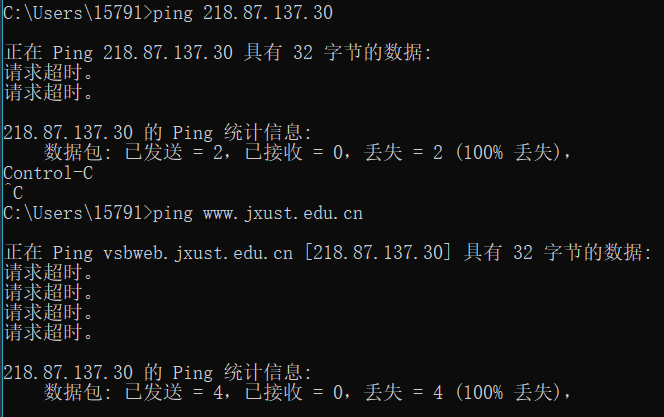 C:\Users\15791>ping 218.87.137.30
正在 Ping 218.87.137.30 具有 32 字节的数据:
请求超时。
请求超时。
218.87.137.30 的 Ping 统计信息:
数据包: 已发送 = 2，已接收 = 0，丢失 = 2 (100% 丢失)，
Control-C
^C
C:\Users\15791>ping www.jxust.edu.cn
正在 Ping vsbweb.jxust.edu.cn [218.87.137.30] 具有 32 字节的数据:
请求超时。
请求超时。
请求超时。
请求超时。
218.87.137.30 的 Ping 统计信息:
数据包: 已发送 = 4，已接收 = 0，丢失 = 4 (100% 丢失)，